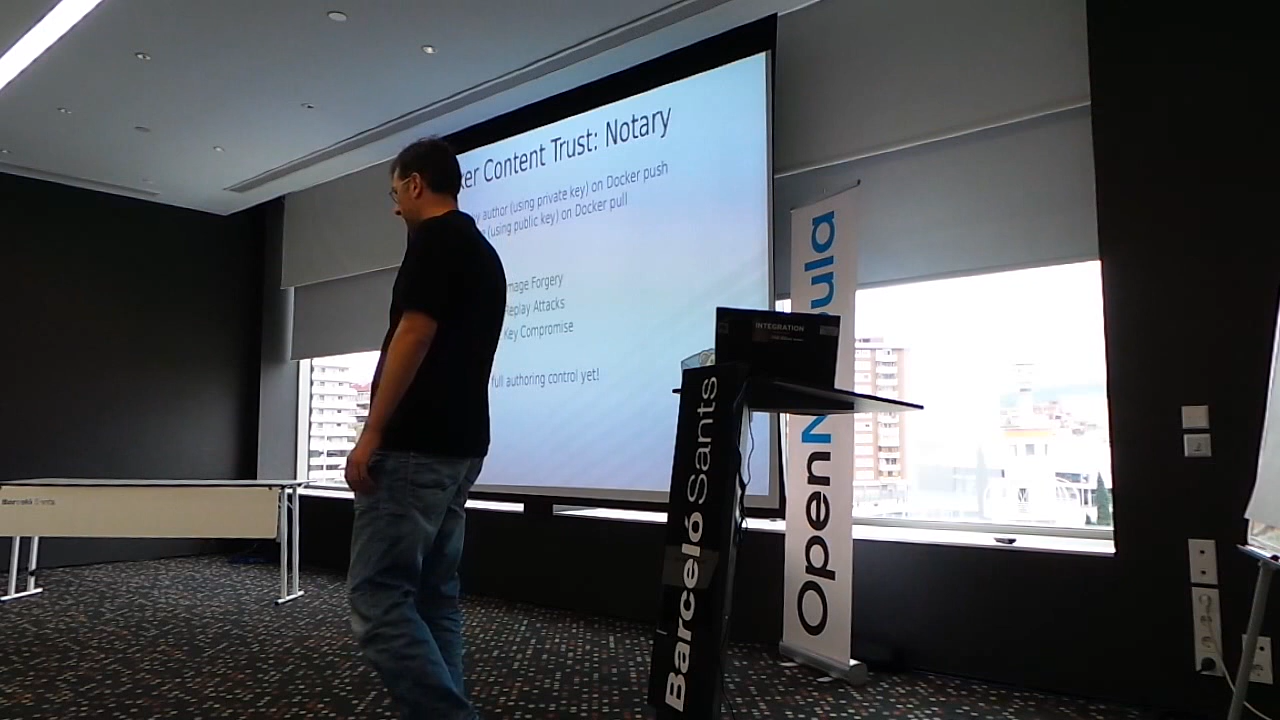 ker Content Trust: Notary
y author (using private key) on Docker push
e (using public key) on Docker pull
mage Forgery
Replay Attacks
Key Compromise
full authoring control yet!
INTEGRATION
Barceló Sants
OpenN ula
Barceló Sants